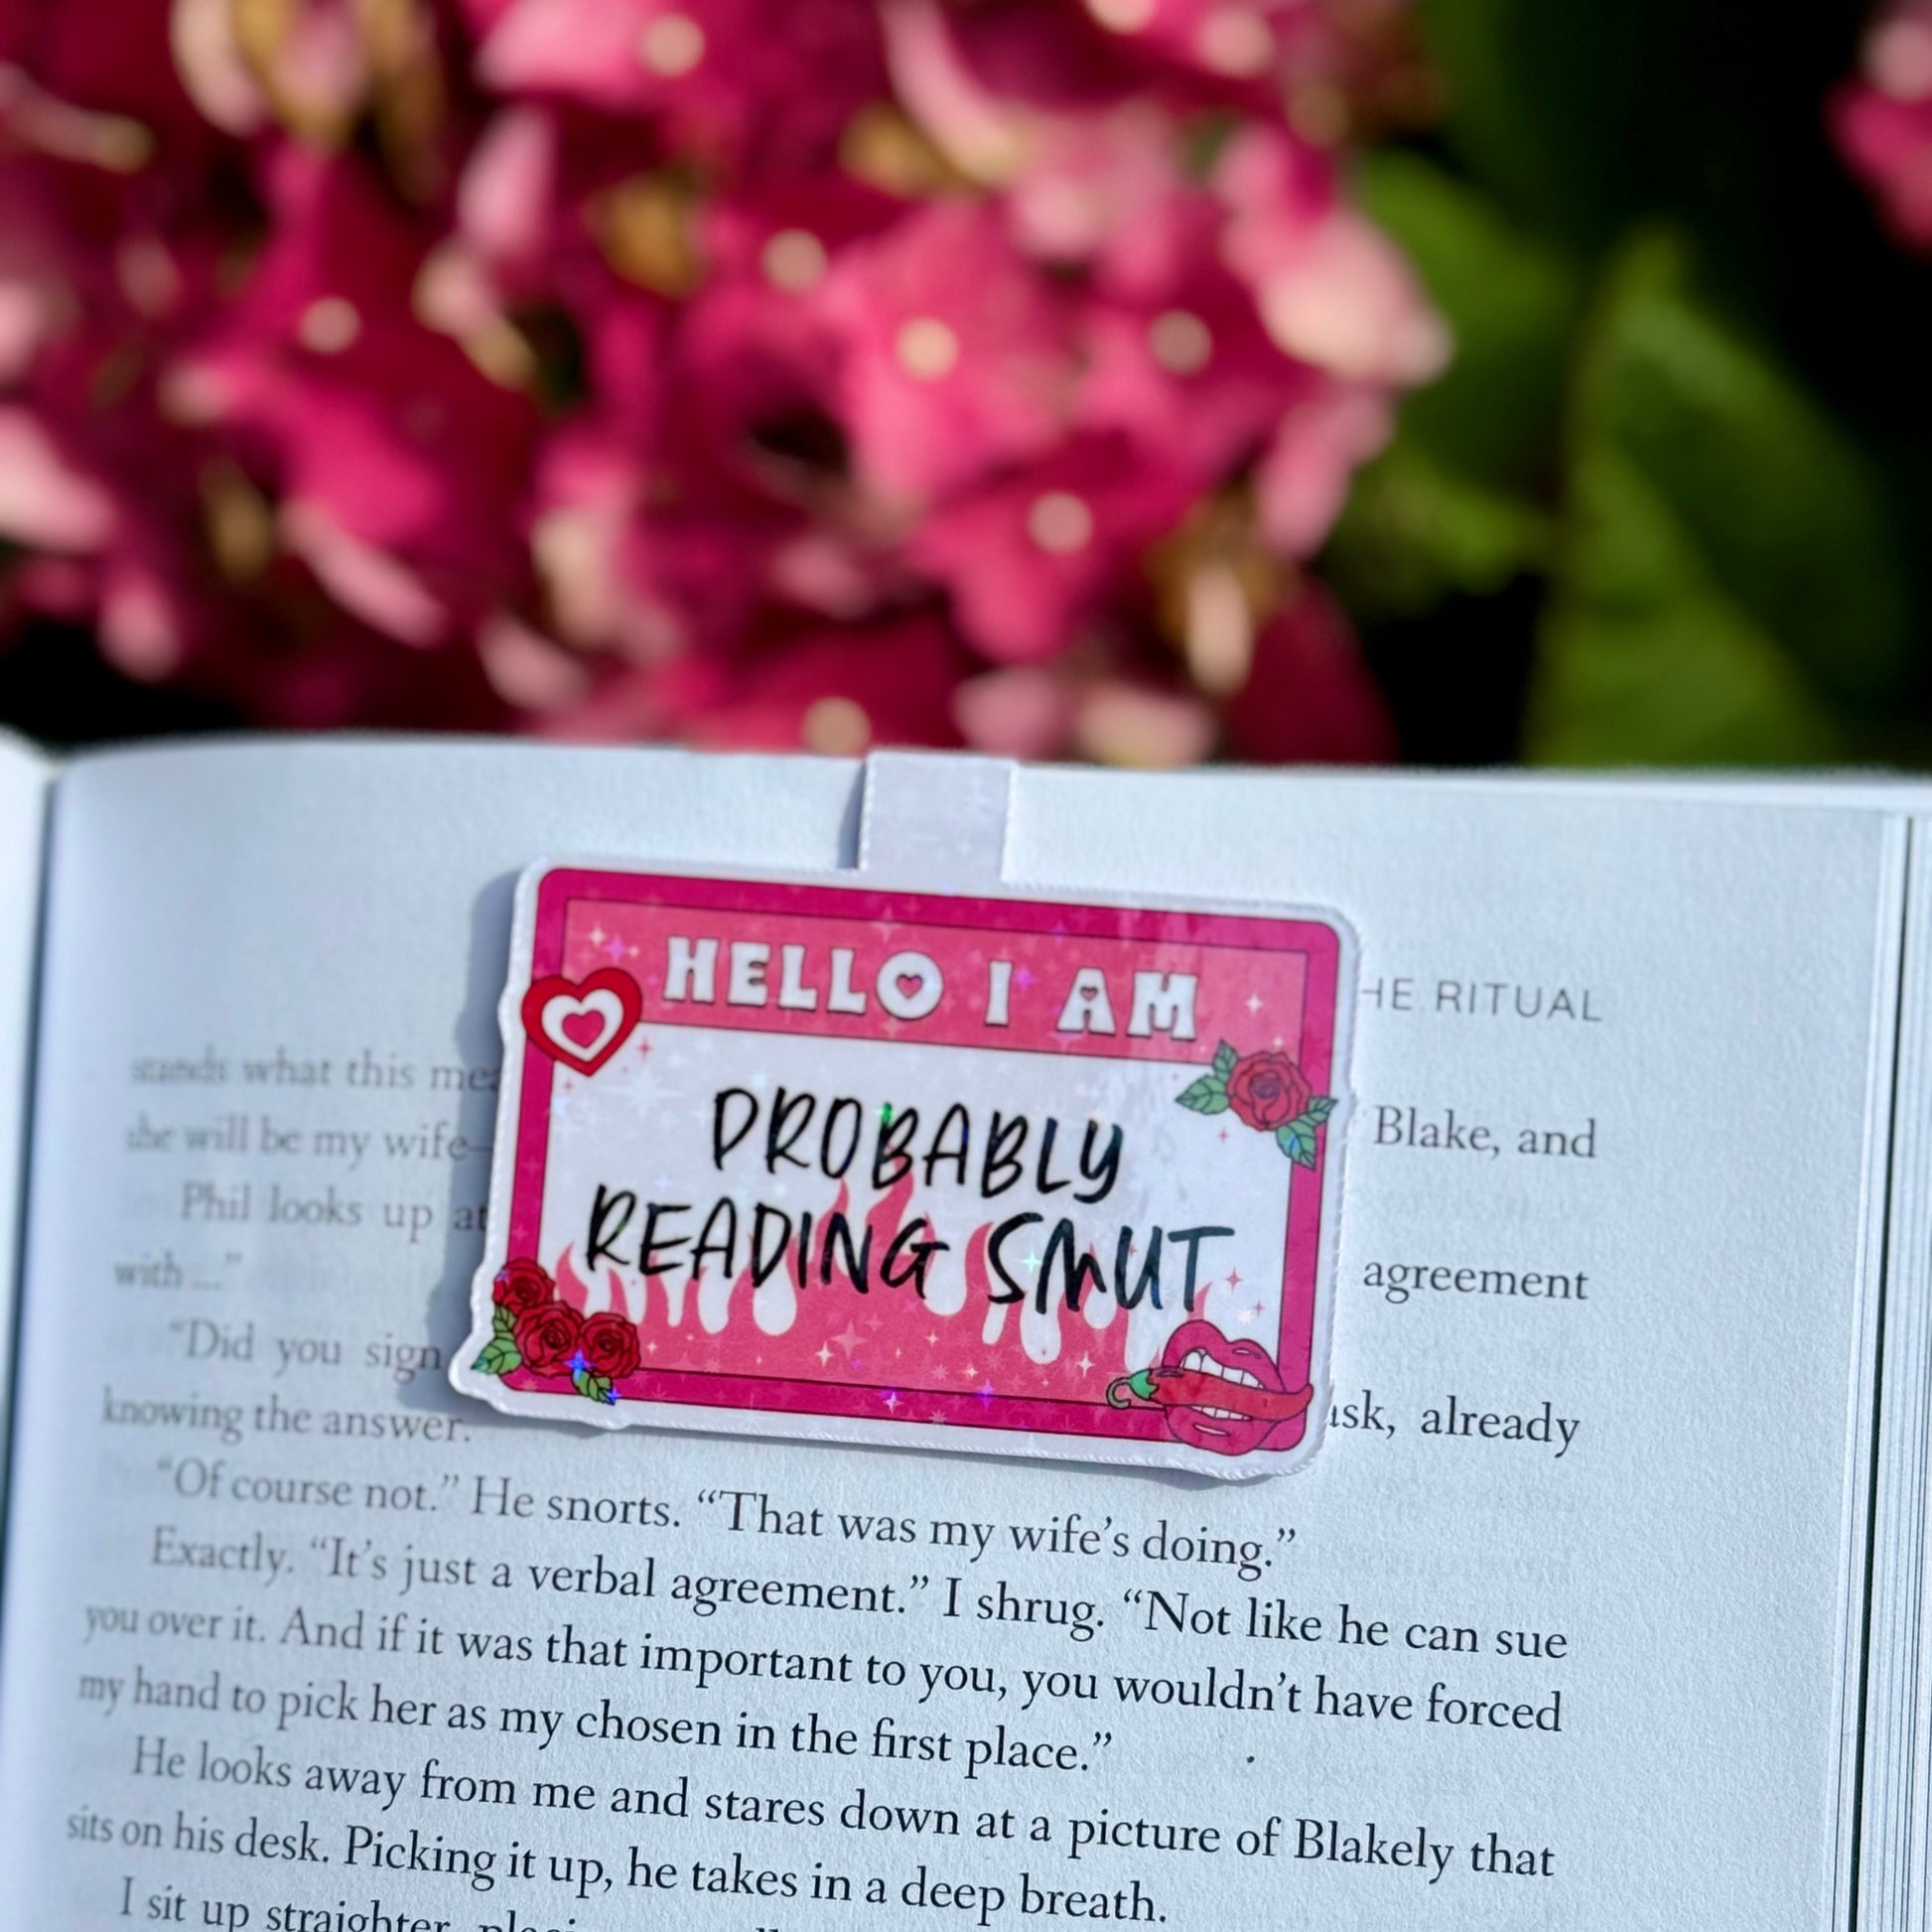 HELLO I AM
PROBABLY
READING SMUT
HE RITUAL
stands what this me
Blake, and
she will be my wife—
Phil looks up at
agreement
with ..."
"Did you sign
ask, already
knowing the answer.
"Of course not." He snorts. "That was my wife's doing."
Exactly. "It's just a verbal agreement." I shrug. "Not like he can sue
you over it. And if it was that important to you, you wouldn't have forced
my hand to pick her as my chosen in the first place."
He looks away from me and stares down at a picture of Blakely that
sits on his desk. Picking it up, he takes in a deep breath.
I sit up straighter,